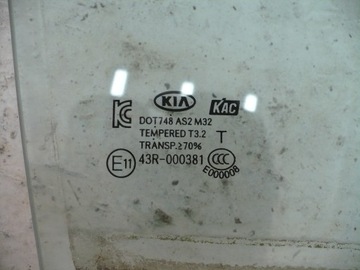 KIA KAC
DOT748 AS2 M32
TEMPERED T3.2 T
TRANSP.≥70%
E11 43R-000381 CCC
E000008